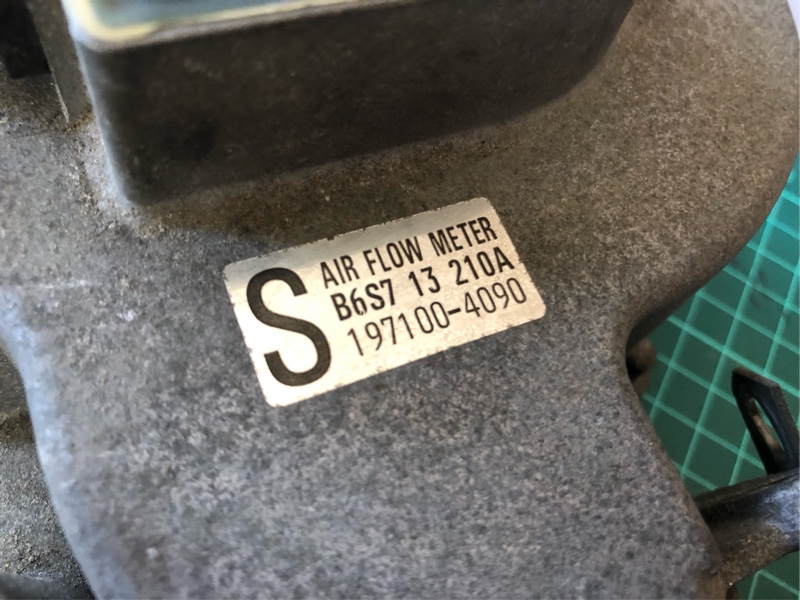 S
AIR FLOW METER
B6S7 13 210A
197100-4090